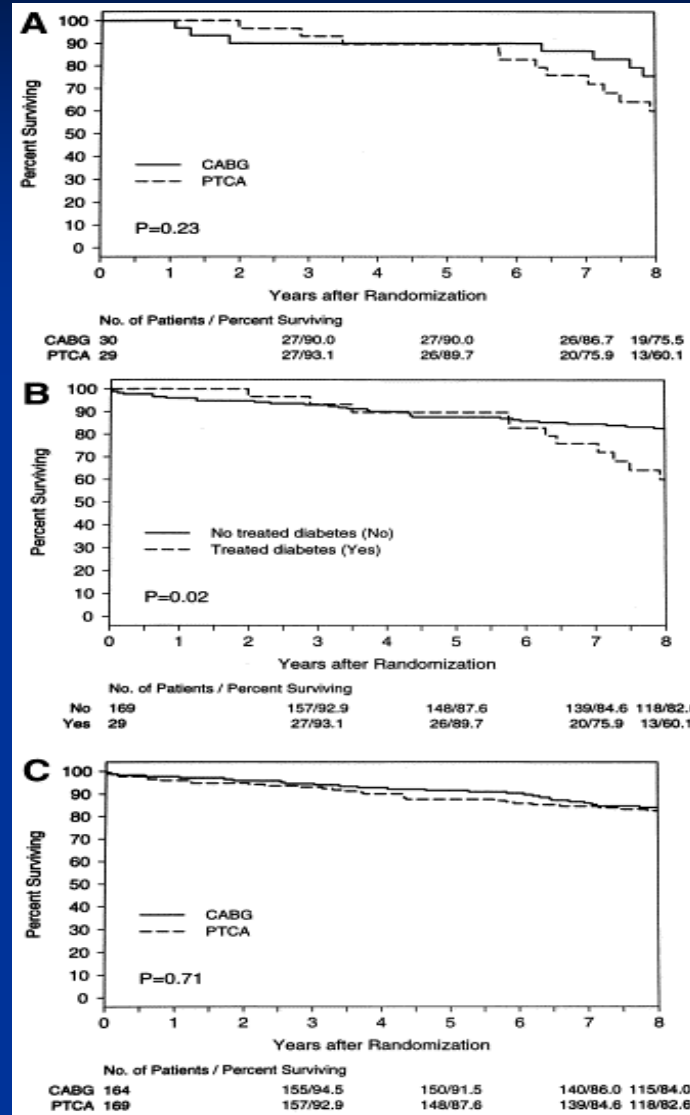 A
100
90
80
70
60
50
40
30
20
10
0
Percent Surviving
CABG
PTCA
P=0.23
0 1 2 3 4 5 6 7 8
Years after Randomization
No. of Patients / Percent Surviving
CABG 30 27/90.0 27/90.0 26/86.7 19/75.5
PTCA 29 27/93.1 26/89.7 20/75.9 13/60.1
B
100
90
80
70
60
50
40
30
20
10
0
Percent Surviving
No treated diabetes (No)
Treated diabetes (Yes)
P=0.02
0 1 2 3 4 5 6 7 8
Years after Randomization
No. of Patients / Percent Surviving
No 169 157/92.9 148/87.6 139/84.6 118/82.
Yes 29 27/93.1 26/89.7 20/75.9 13/60.1
C
100
90
80
70
60
50
40
30
20
10
0
Percent Surviving
CABG
PTCA
P=0.71
0 1 2 3 4 5 6 7 8
Years after Randomization
No. of Patients / Percent Surviving
CABG 164 155/94.5 150/91.5 140/86.0 115/84.0
PTCA 169 157/92.9 148/87.6 139/84.6 118/82.6